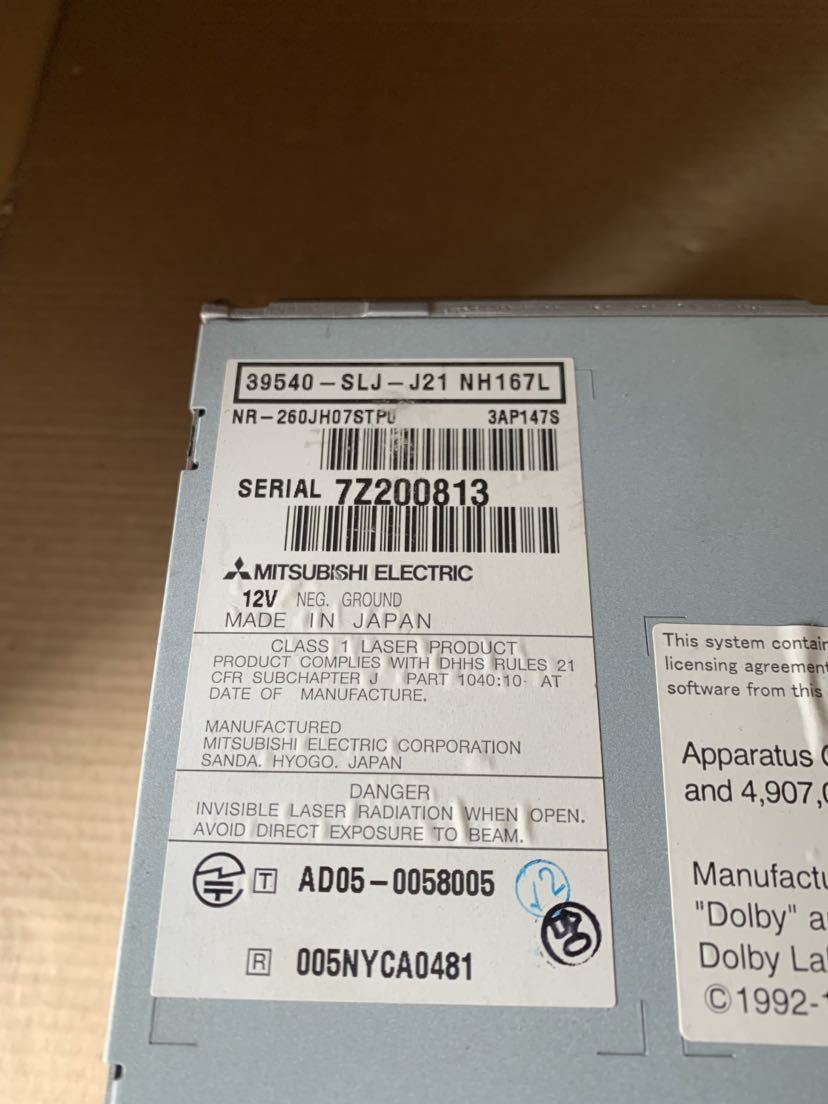 39540-SLJ-J21 NH167L
NR-260JH07STPU 3AP147S
SERIAL 7Z200813
MITSUBISHI ELECTRIC
12V NEG. GROUND
MADE IN JAPAN
CLASS 1 LASER PRODUCT
PRODUCT COMPLIES WITH DHHS RULES 21
CFR SUBCHAPTER J PART 1040:10· AT
DATE OF MANUFACTURE.
MANUFACTURED
MITSUBISHI ELECTRIC CORPORATION
SANDA. HYOGO. JAPAN
DANGER
INVISIBLE LASER RADIATION WHEN OPEN.
AVOID DIRECT EXPOSURE TO BEAM.
T AD05-0058005
12
R 005NYCA0481
This system contain
licensing agreement
software from this
Apparatus
and 4,907,
Manufactu
"Dolby" a
Dolby La
©1992-